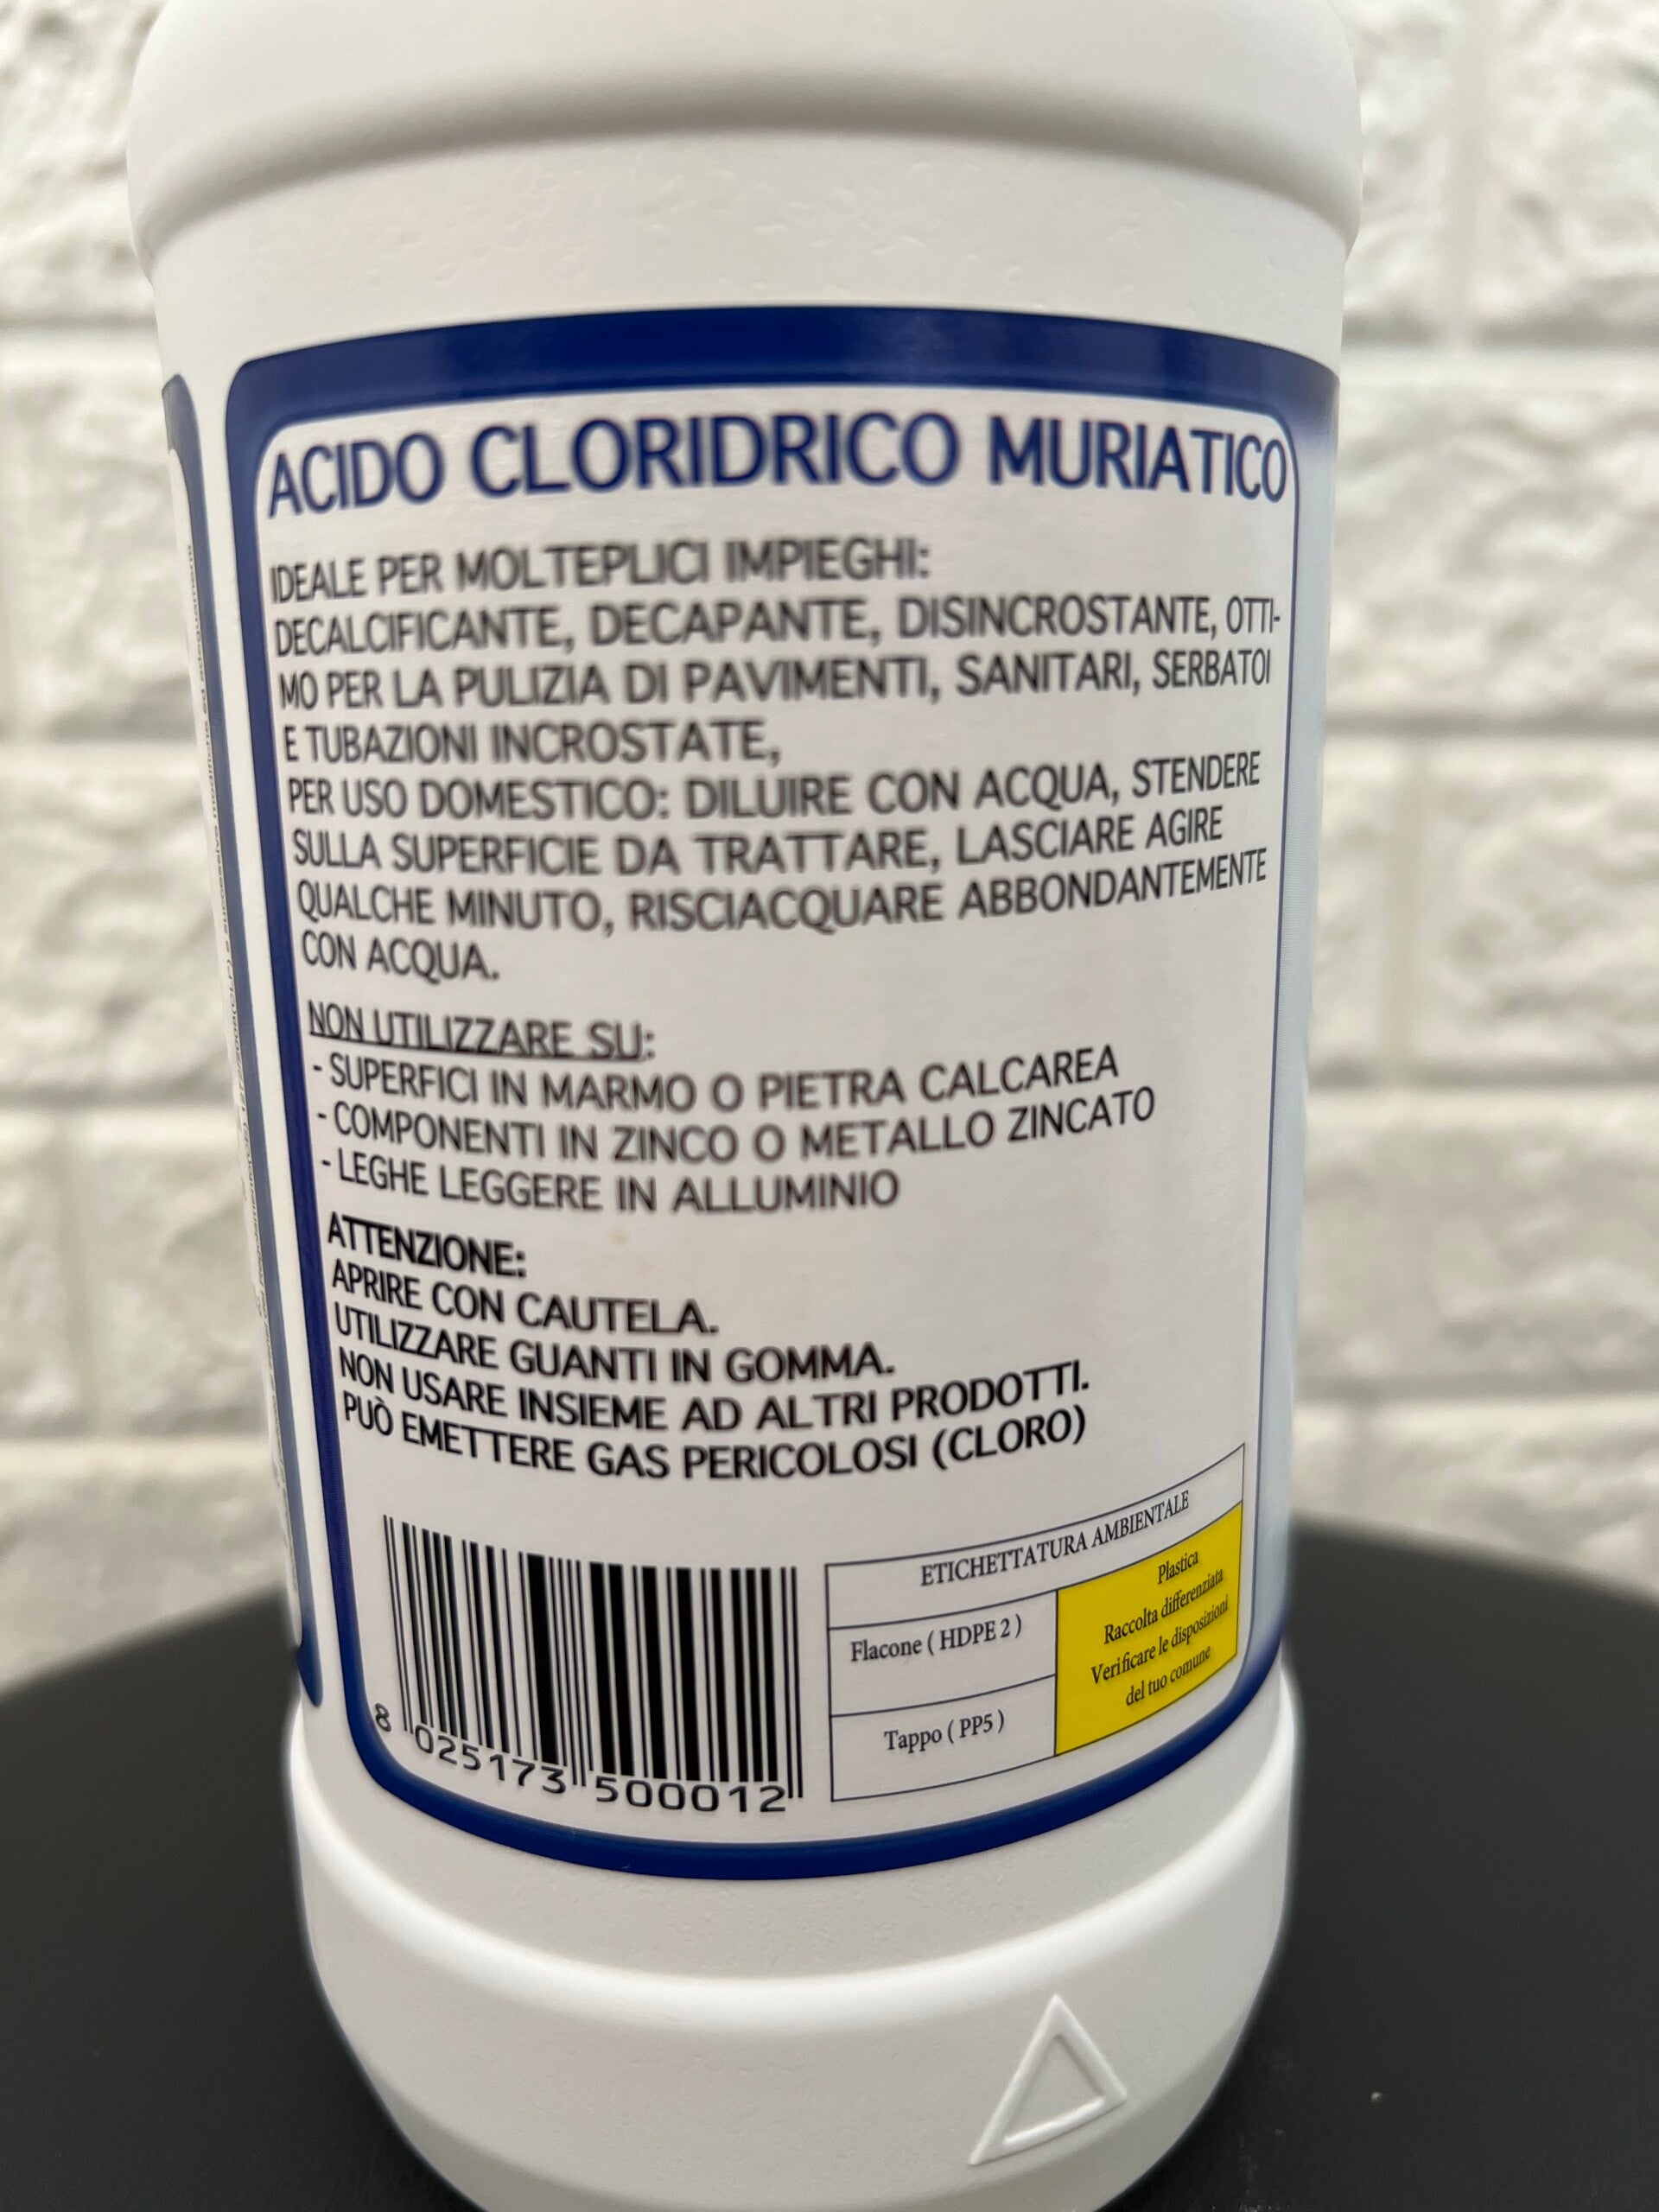 ACIDO CLORIDRICO MURIATICO
IDEALE PER MOLTEPLICI IMPIEGHI:
DECALCIFICANTE, DECAPANTE, DISINCROSTANTE, OTTI-
MO PER LA PULIZIA DI PAVIMENTI, SANITARI, SERBATOI
E TUBAZIONI INCROSTATE,
PER USO DOMESTICO: DILUIRE CON ACQUA, STENDERE
SULLA SUPERFICIE DA TRATTARE, LASCIARE AGIRE
QUALCHE MINUTO, RISCIACQUARE ABBONDANTEMENTE
CON ACQUA.
NON UTILIZZARE SU:
- SUPERFICI IN MARMO O PIETRA CALCAREA
- COMPONENTI IN ZINCO O METALLO ZINCATO
- LEGHE LEGGERE IN ALLUMINIO
ATTENZIONE:
APRIRE CON CAUTELA.
UTILIZZARE GUANTI IN GOMMA.
NON USARE INSIEME AD ALTRI PRODOTTI.
PUÒ EMETTERE GAS PERICOLOSI (CLORO)
8 025173 500012
ETICHETTATURA AMBIENTALE
Flacone ( HDPE 2 )
Tappo ( PP5 )
Plastica
Raccolta differenziata
Verificare le disposizioni
del tuo comune